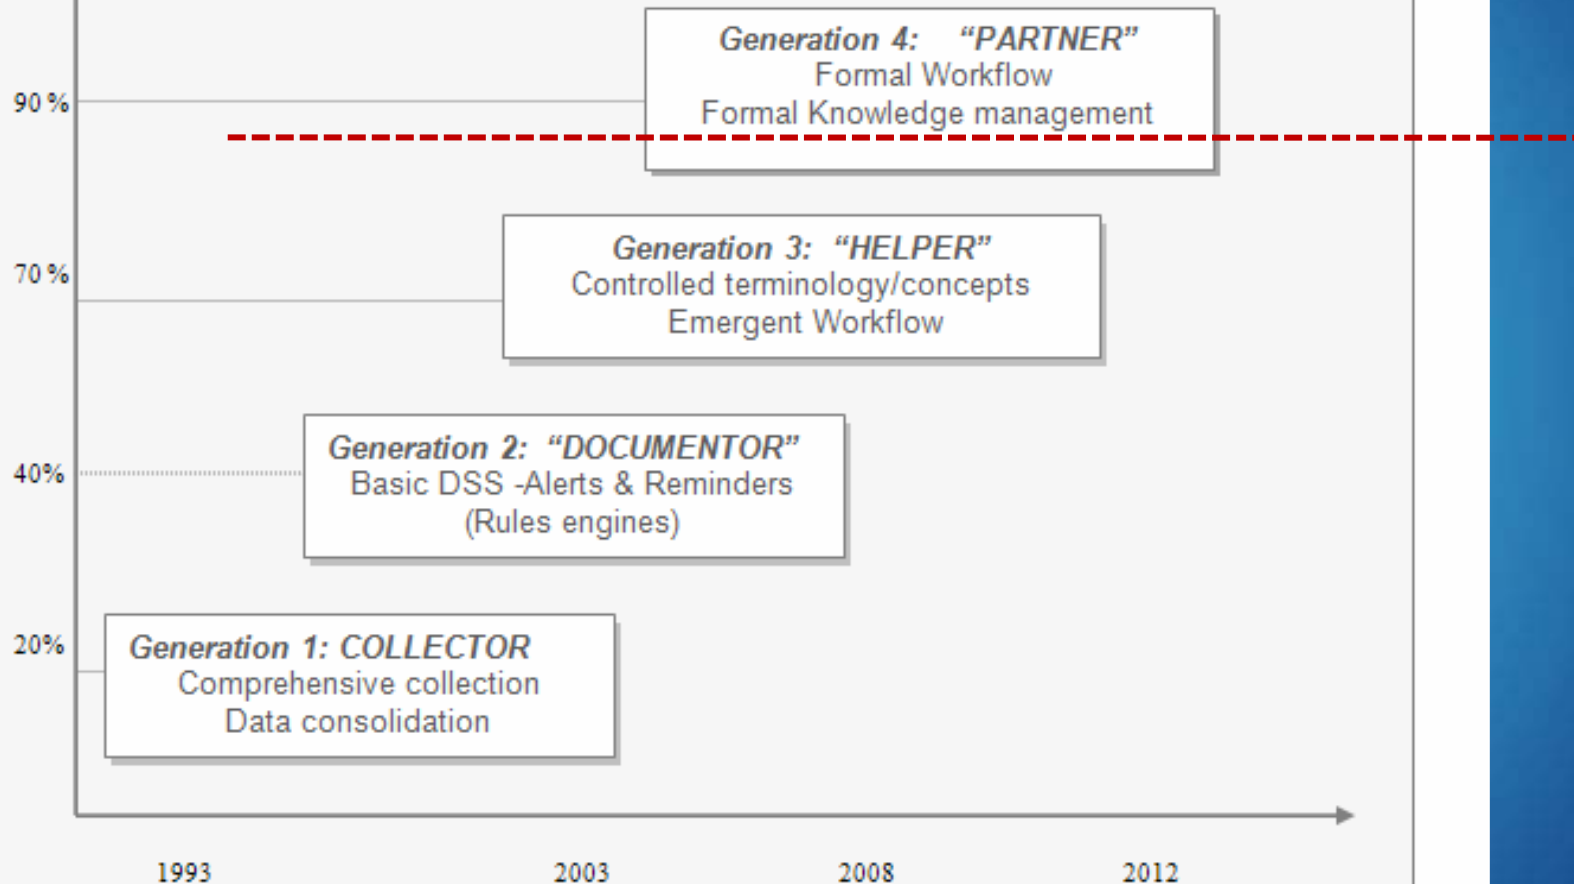 90 %
Generation 4: “PARTNER”
Formal Workflow
Formal Knowledge management
70 %
Generation 3: “HELPER”
Controlled terminology/concepts
Emergent Workflow
40%
Generation 2: “DOCUMENTOR”
Basic DSS -Alerts & Reminders
(Rules engines)
20%
Generation 1: COLLECTOR
Comprehensive collection
Data consolidation
1993 2003 2008 2012